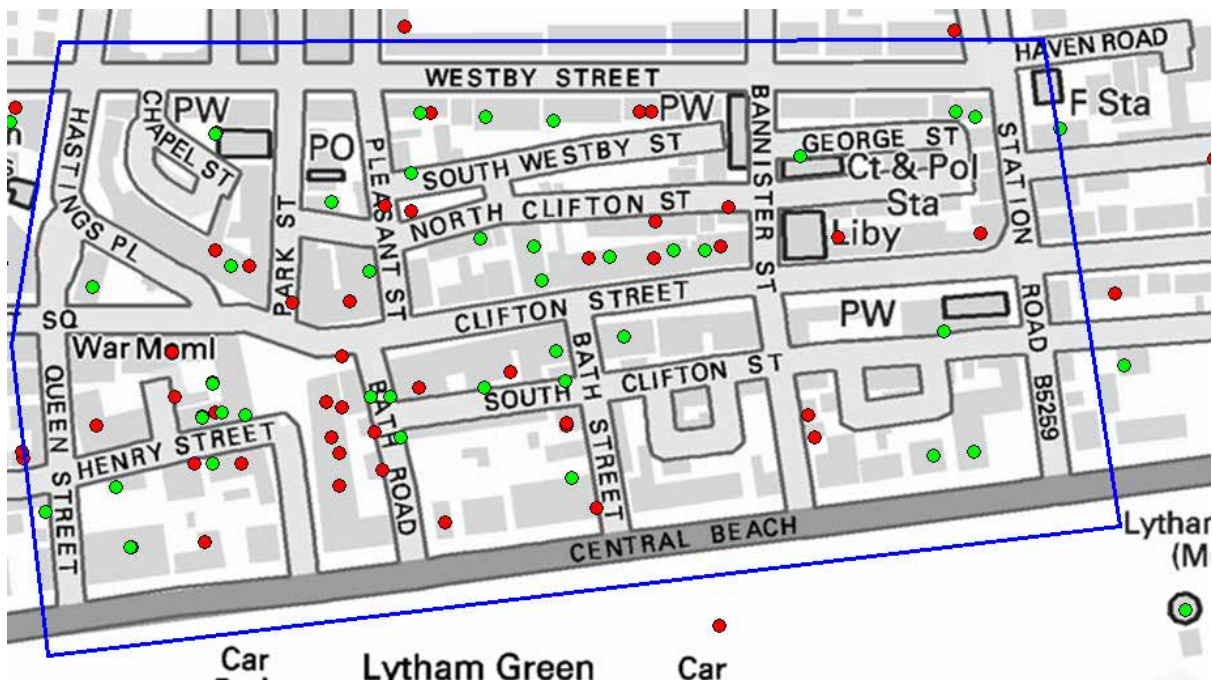 HAVEN ROAD
WESTBY STREET
CHAPEL ST
PW
PW
BANNISTER ST
F Sta
HASTINGS PL
PO
PLEASANT ST
SOUTH WESTBY ST
GEORGE ST
STATION ROAD B5259
Ct & Pol
Sta
NORTH CLIFTON ST
PARK ST
Liby
CLIFTON STREET
PW
SQ
War Meml
QUEEN STREET
BATH STREET
SOUTH CLIFTON ST
BATH ROAD
HENRY STREET
CENTRAL BEACH
Lytham
Lytham Green
Car
Car